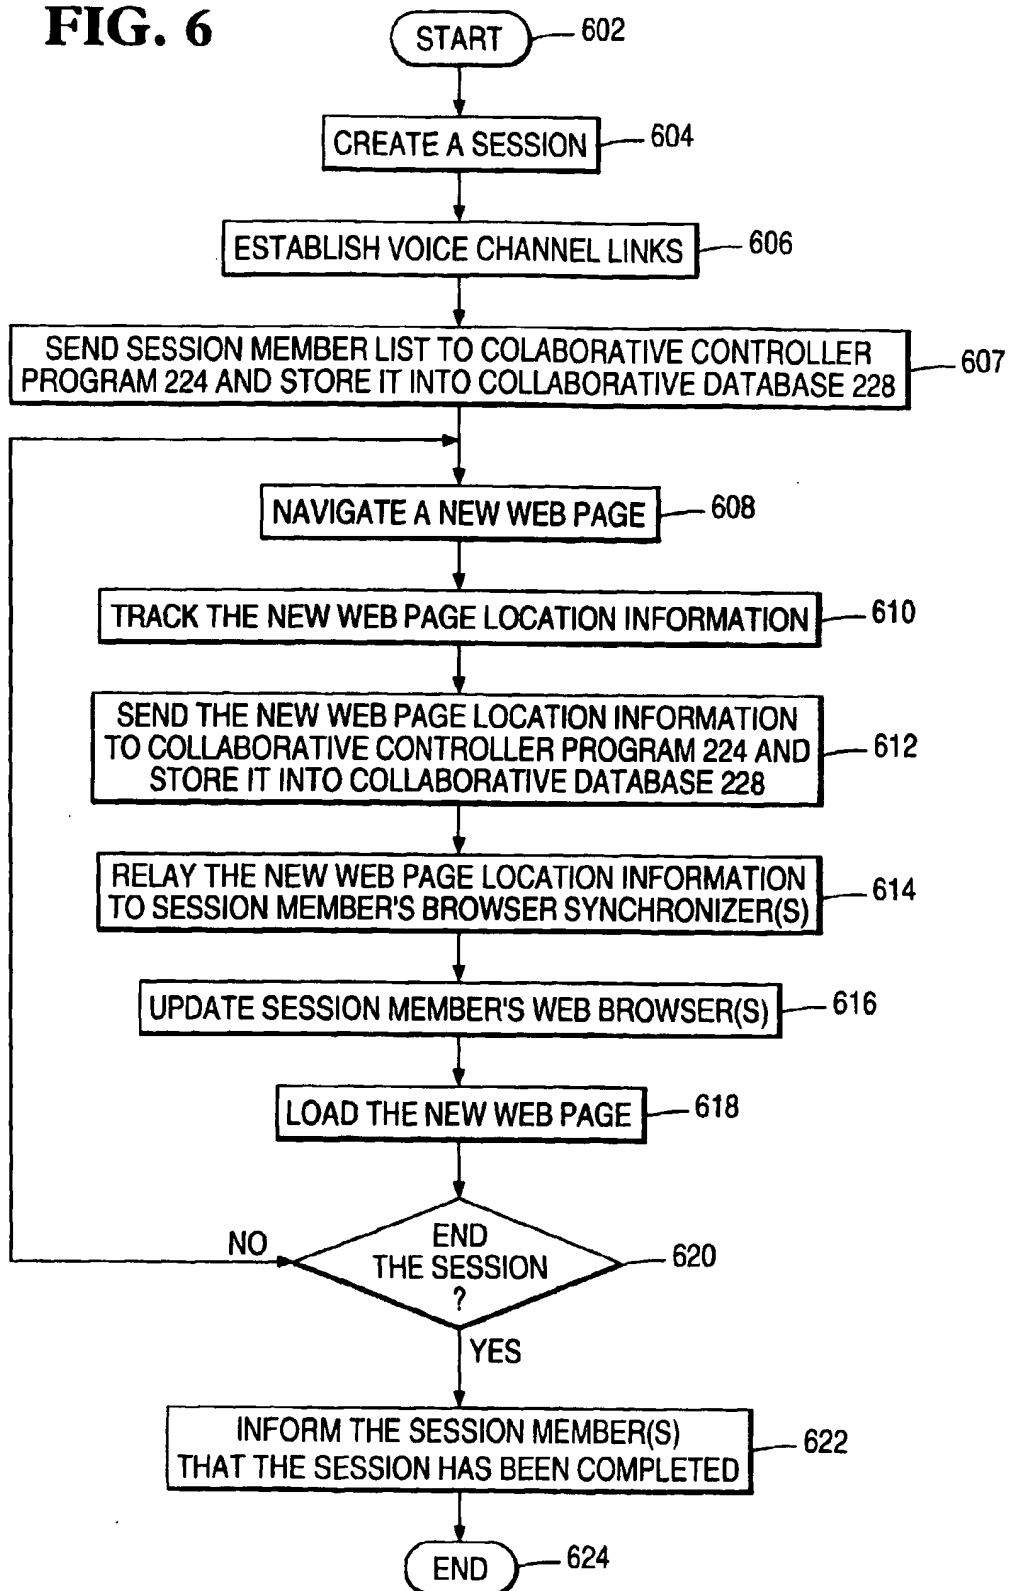 FIG. 6
START
602
CREATE A SESSION
604
ESTABLISH VOICE CHANNEL LINKS
606
SEND SESSION MEMBER LIST TO COLABORATIVE CONTROLLER
PROGRAM 224 AND STORE IT INTO COLLABORATIVE DATABASE 228
607
NAVIGATE A NEW WEB PAGE
608
TRACK THE NEW WEB PAGE LOCATION INFORMATION
610
SEND THE NEW WEB PAGE LOCATION INFORMATION
TO COLLABORATIVE CONTROLLER PROGRAM 224 AND
STORE IT INTO COLLABORATIVE DATABASE 228
612
RELAY THE NEW WEB PAGE LOCATION INFORMATION
TO SESSION MEMBER'S BROWSER SYNCHRONIZER(S)
614
UPDATE SESSION MEMBER'S WEB BROWSER(S)
616
LOAD THE NEW WEB PAGE
618
NO
END
THE SESSION
?
620
YES
INFORM THE SESSION MEMBER(S)
THAT THE SESSION HAS BEEN COMPLETED
622
END
624